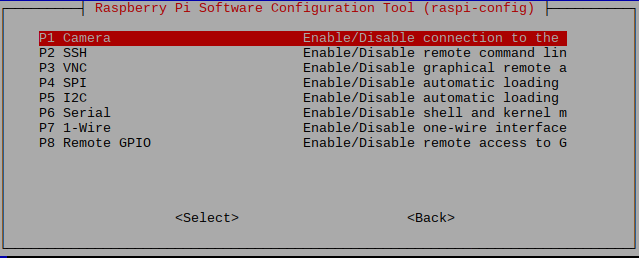 Raspberry Pi Software Configuration Tool (raspi-config)
P1 Camera Enable/Disable connection to the
P2 SSH Enable/Disable remote command lin
P3 VNC Enable/Disable graphical remote a
P4 SPI Enable/Disable automatic loading
P5 I2C Enable/Disable automatic loading
P6 Serial Enable/Disable shell and kernel m
P7 1-Wire Enable/Disable one-wire interface
P8 Remote GPIO Enable/Disable remote access to G
<Select> <Back>